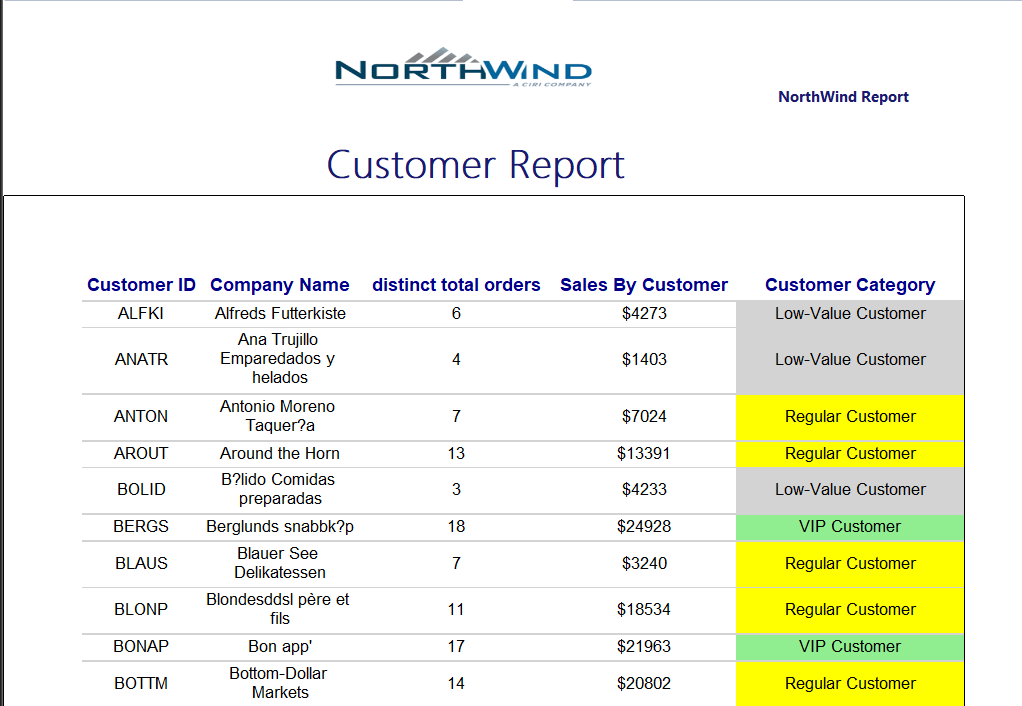 NORTHWIND
A CIRI COMPANY
NorthWind Report
Customer Report
Customer ID Company Name distinct total orders Sales By Customer Customer Category
ALFKI Alfreds Futterkiste 6 $4273 Low-Value Customer
Ana Trujillo
ANATR Emparedados y 4 $1403 Low-Value Customer
helados
Antonio Moreno
ANTON 7 $7024 Regular Customer
Taquer?a
AROUT Around the Horn 13 $13391 Regular Customer
B?lido Comidas
BOLID 3 $4233 Low-Value Customer
preparadas
BERGS Berglunds snabbk?p 18 $24928 VIP Customer
Blauer See
BLAUS 7 $3240 Regular Customer
Delikatessen
Blondesddsl père et
BLONP 11 $18534 Regular Customer
fils
BONAP Bon app' 17 $21963 VIP Customer
Bottom-Dollar
BOTTM 14 $20802 Regular Customer
Markets